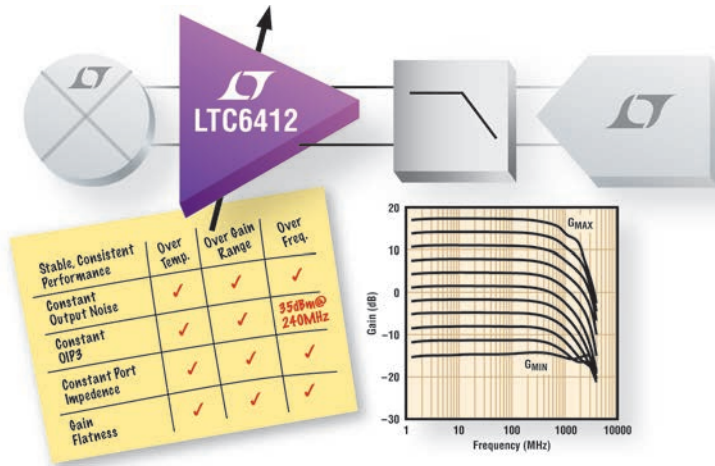 LTC6412
Stable, Consistent
Performance
Over
Temp.
Over Gain
Range
Over
Freq.
Constant
Output Noise
✓ ✓ ✓
Constant
OIP3
✓ ✓ 35dBm@
240MHz
Constant Port
Impedence
✓ ✓ ✓
Gain
Flatness
✓ ✓ ✓
20
10
0
–10
–20
–30
Gain (dB)
GMAX
GMIN
1 10 100 1000 10000
Frequency (MHz)